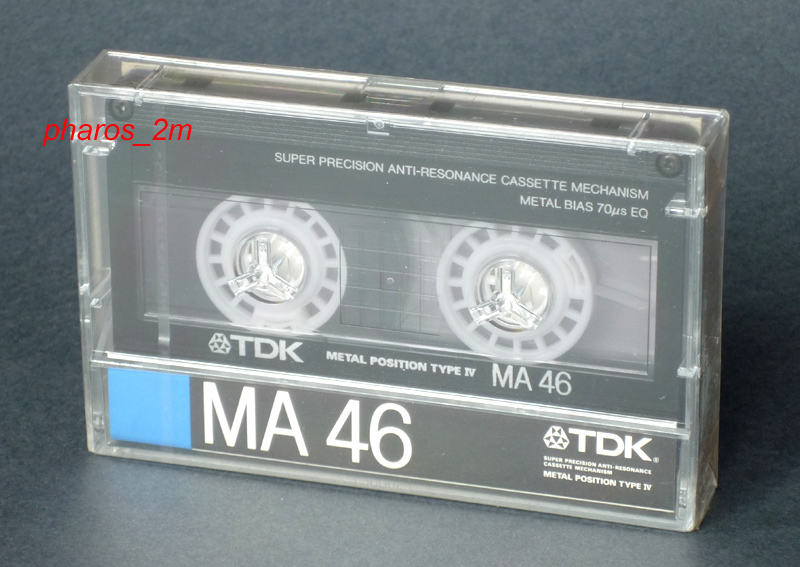 pharos_2m
SUPER PRECISION ANTI-RESONANCE CASSETTE MECHANISM
METAL BIAS 70µs EQ
TDK METAL POSITION TYPE IV MA 46
MA 46
TDK
SUPER PRECISION ANTI-RESONANCE
CASSETTE MECHANISM
METAL POSITION TYPE IV